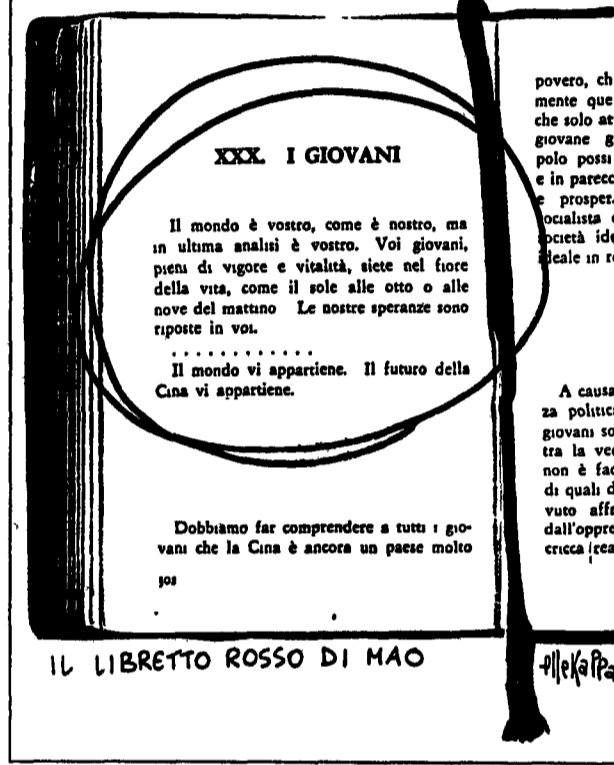 XXX. I GIOVANI
Il mondo è vostro, come è nostro, ma
in ultima analisi è vostro. Voi giovani,
pieni di vigore e vitalità, siete nel fiore
della vita, come il sole alle otto o alle
nove del mattino Le nostre speranze sono
riposte in voi.
. . . . . . . . . . . .
Il mondo vi appartiene. Il futuro della
Cina vi appartiene.
Dobbiamo far comprendere a tutti i gio-
vani che la Cina è ancora un paese molto
povero, ch
mente que
che solo at
giovane g
polo possi
e in parecc
e prosper
ocialista
ocietà ide
deale in r
A causa
za politic
giovani so
tra la vec
non è fac
di quali d
vuto affr
dall'oppre
cricca rea
IL LIBRETTO ROSSO DI MAO
elleKappa